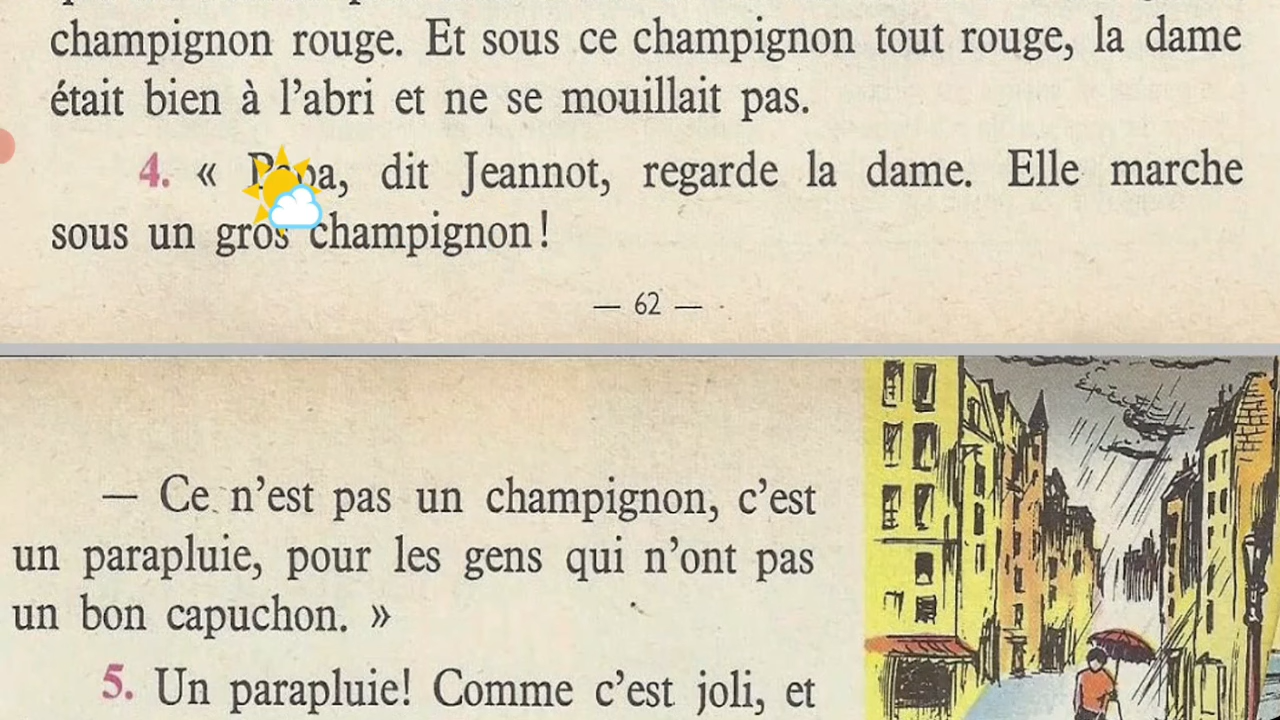 champignon rouge. Et sous ce champignon tout rouge, la dame
était bien à l'abri et ne se mouillait pas.
4. « Papa, dit Jeannot, regarde la dame. Elle marche
sous un gros champignon!
— 62 —
— Ce n'est pas un champignon, c'est
un parapluie, pour les gens qui n'ont pas
un bon capuchon. »
5. Un parapluie! Comme c'est joli, et